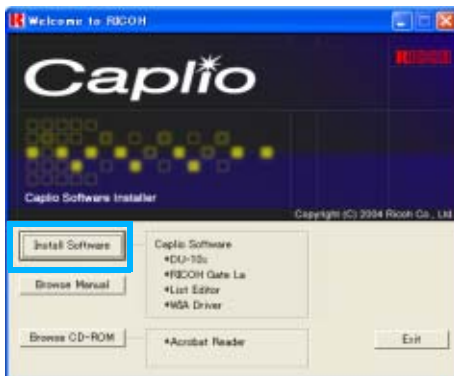 Welcome to RICOH
RICOH
Caplio
Caplio Software Installer
Copyright (C) 2004 Ricoh Co., Ltd.
Install Software
Caplio Software
*DU-10x
*RICOH Gate La
*List Editor
*WIA Driver
Browse Manual
Browse CD-ROM
*Acrobat Reader
Exit